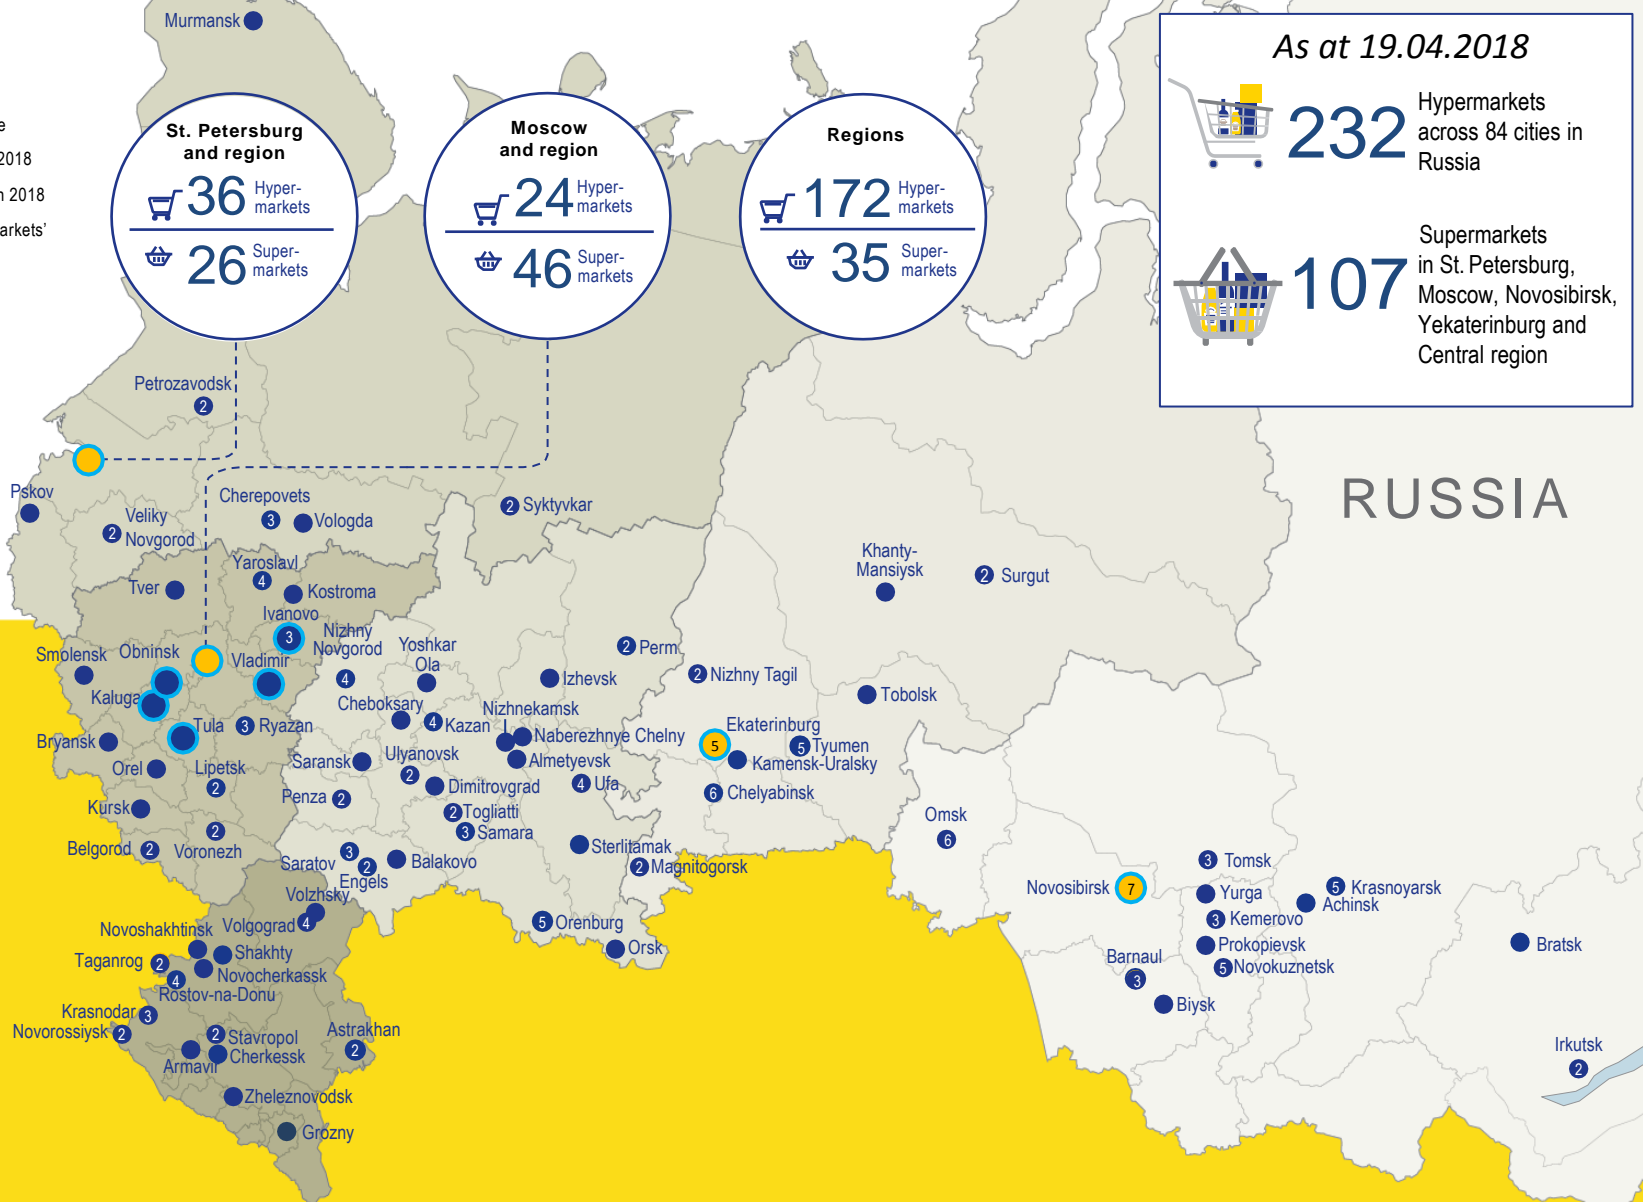 Murmansk
As at 19.04.2018
232
Hypermarkets
across 84 cities in
Russia
107
Supermarkets
in St. Petersburg,
Moscow, Novosibirsk,
Yekaterinburg and
Central region
2018
2018
St. Petersburg
and region
36
Hyper-
markets
26
Super-
markets
Moscow
and region
24
Hyper-
markets
46
Super-
markets
Regions
172
Hyper-
markets
35
Super-
markets
Petrozavodsk
2
RUSSIA
Pskov
Veliky
Novgorod
2
Cherepovets
3
Vologda
2
Syktyvkar
Yaroslavl
4
Tver
Kostroma
Ivanovo
3
Nizhny
Novgorod
4
Khanty-
Mansiysk
2
Surgut
Smolensk
Obninsk
Vladimir
Yoshkar
Ola
2
Perm
Kaluga
Izhevsk
2
Nizhny Tagil
Tobolsk
Cheboksary
4
Kazan
Nizhnekamsk
Naberezhnye Chelny
Tula
3
Ryazan
Bryansk
Ekaterinburg
5
5
Tyumen
Kamensk-Uralsky
Orel
Lipetsk
2
Saransk
Ulyanovsk
2
Almetyevsk
Dimitrovgrad
4
Ufa
6
Chelyabinsk
Penza
2
Kursk
2
Togliatti
3
Samara
Omsk
6
Belgorod
2
2
Voronezh
Saratov
3
2
Engels
Balakovo
Sterlitamak
2
Magnitogorsk
3
Tomsk
Novosibirsk
7
Yurga
5
Krasnoyarsk
Achinsk
Volzhsky
Volgograd
4
5
Orenburg
3
Kemerovo
Orsk
Prokopievsk
Bratsk
Novoshakhtinsk
Shakhty
Taganrog
2
Novocherkassk
4
Rostov-na-Donu
Barnaul
3
5
Novokuznetsk
Biysk
Krasnodar
3
Novorossiysk
2
2
Stavropol
Cherkessk
Armavir
Astrakhan
2
Irkutsk
2
Zheleznovodsk
Grozny